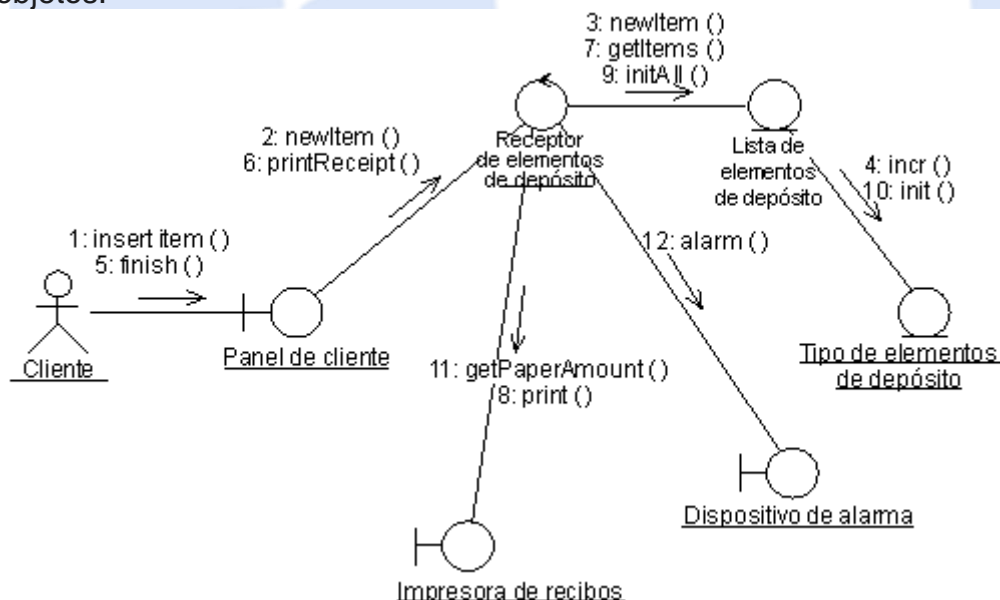 objetos.
3: newItem ()
7: getItems ()
9: initAll ()
2: newItem ()
6: printReceipt ()
Receptor
de elementos
de depósito
Lista de
elementos
de depósito
4: incr ()
10: init ()
1: insert item ()
5: finish ()
12: alarm ()
Cliente
Panel de cliente
11: getPaperAmount ()
8: print ()
Tipo de elementos
de depósito
Dispositivo de alarma
Impresora de recibos